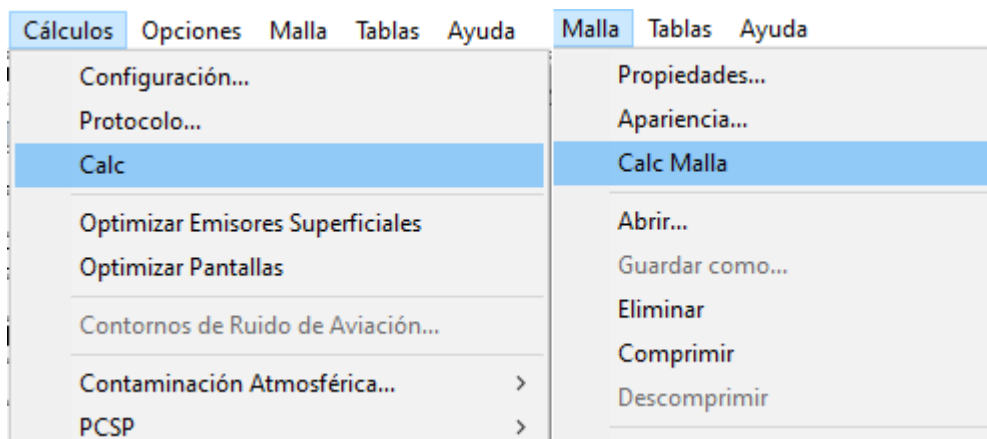 Cálculos Opciones Malla Tablas Ayuda
Configuración...
Protocolo...
Calc
Optimizar Emisores Superficiales
Optimizar Pantallas
Contornos de Ruido de Aviación...
Contaminación Atmosférica...
PCSP
Malla Tablas Ayuda
Propiedades...
Apariencia...
Calc Malla
Abrir...
Guardar como...
Eliminar
Comprimir
Descomprimir